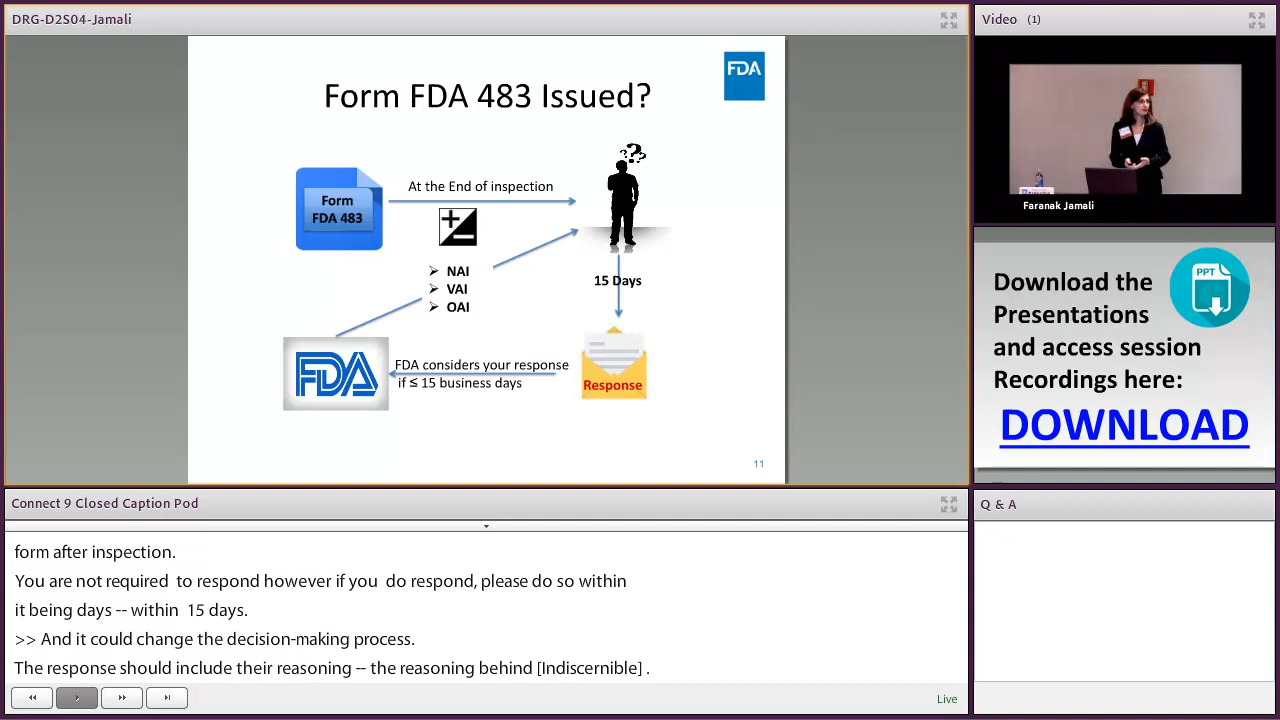 DRG-D2S04-Jamali
FDA
Form FDA 483 Issued?
Form
FDA 483
At the End of inspection
NAI
VAI
OAI
15 Days
FDA
FDA considers your response
if ≤ 15 business days
Response
11
Video (1)
Faranak Jamali
PPT
Download the
Presentations
and access session
Recordings here:
DOWNLOAD
Connect 9 Closed Caption Pod
form after inspection.
You are not required to respond however if you do respond, please do so within
it being days -- within 15 days.
>> And it could change the decision-making process.
The response should include their reasoning -- the reasoning behind [Indiscernible] .
Live
Q & A